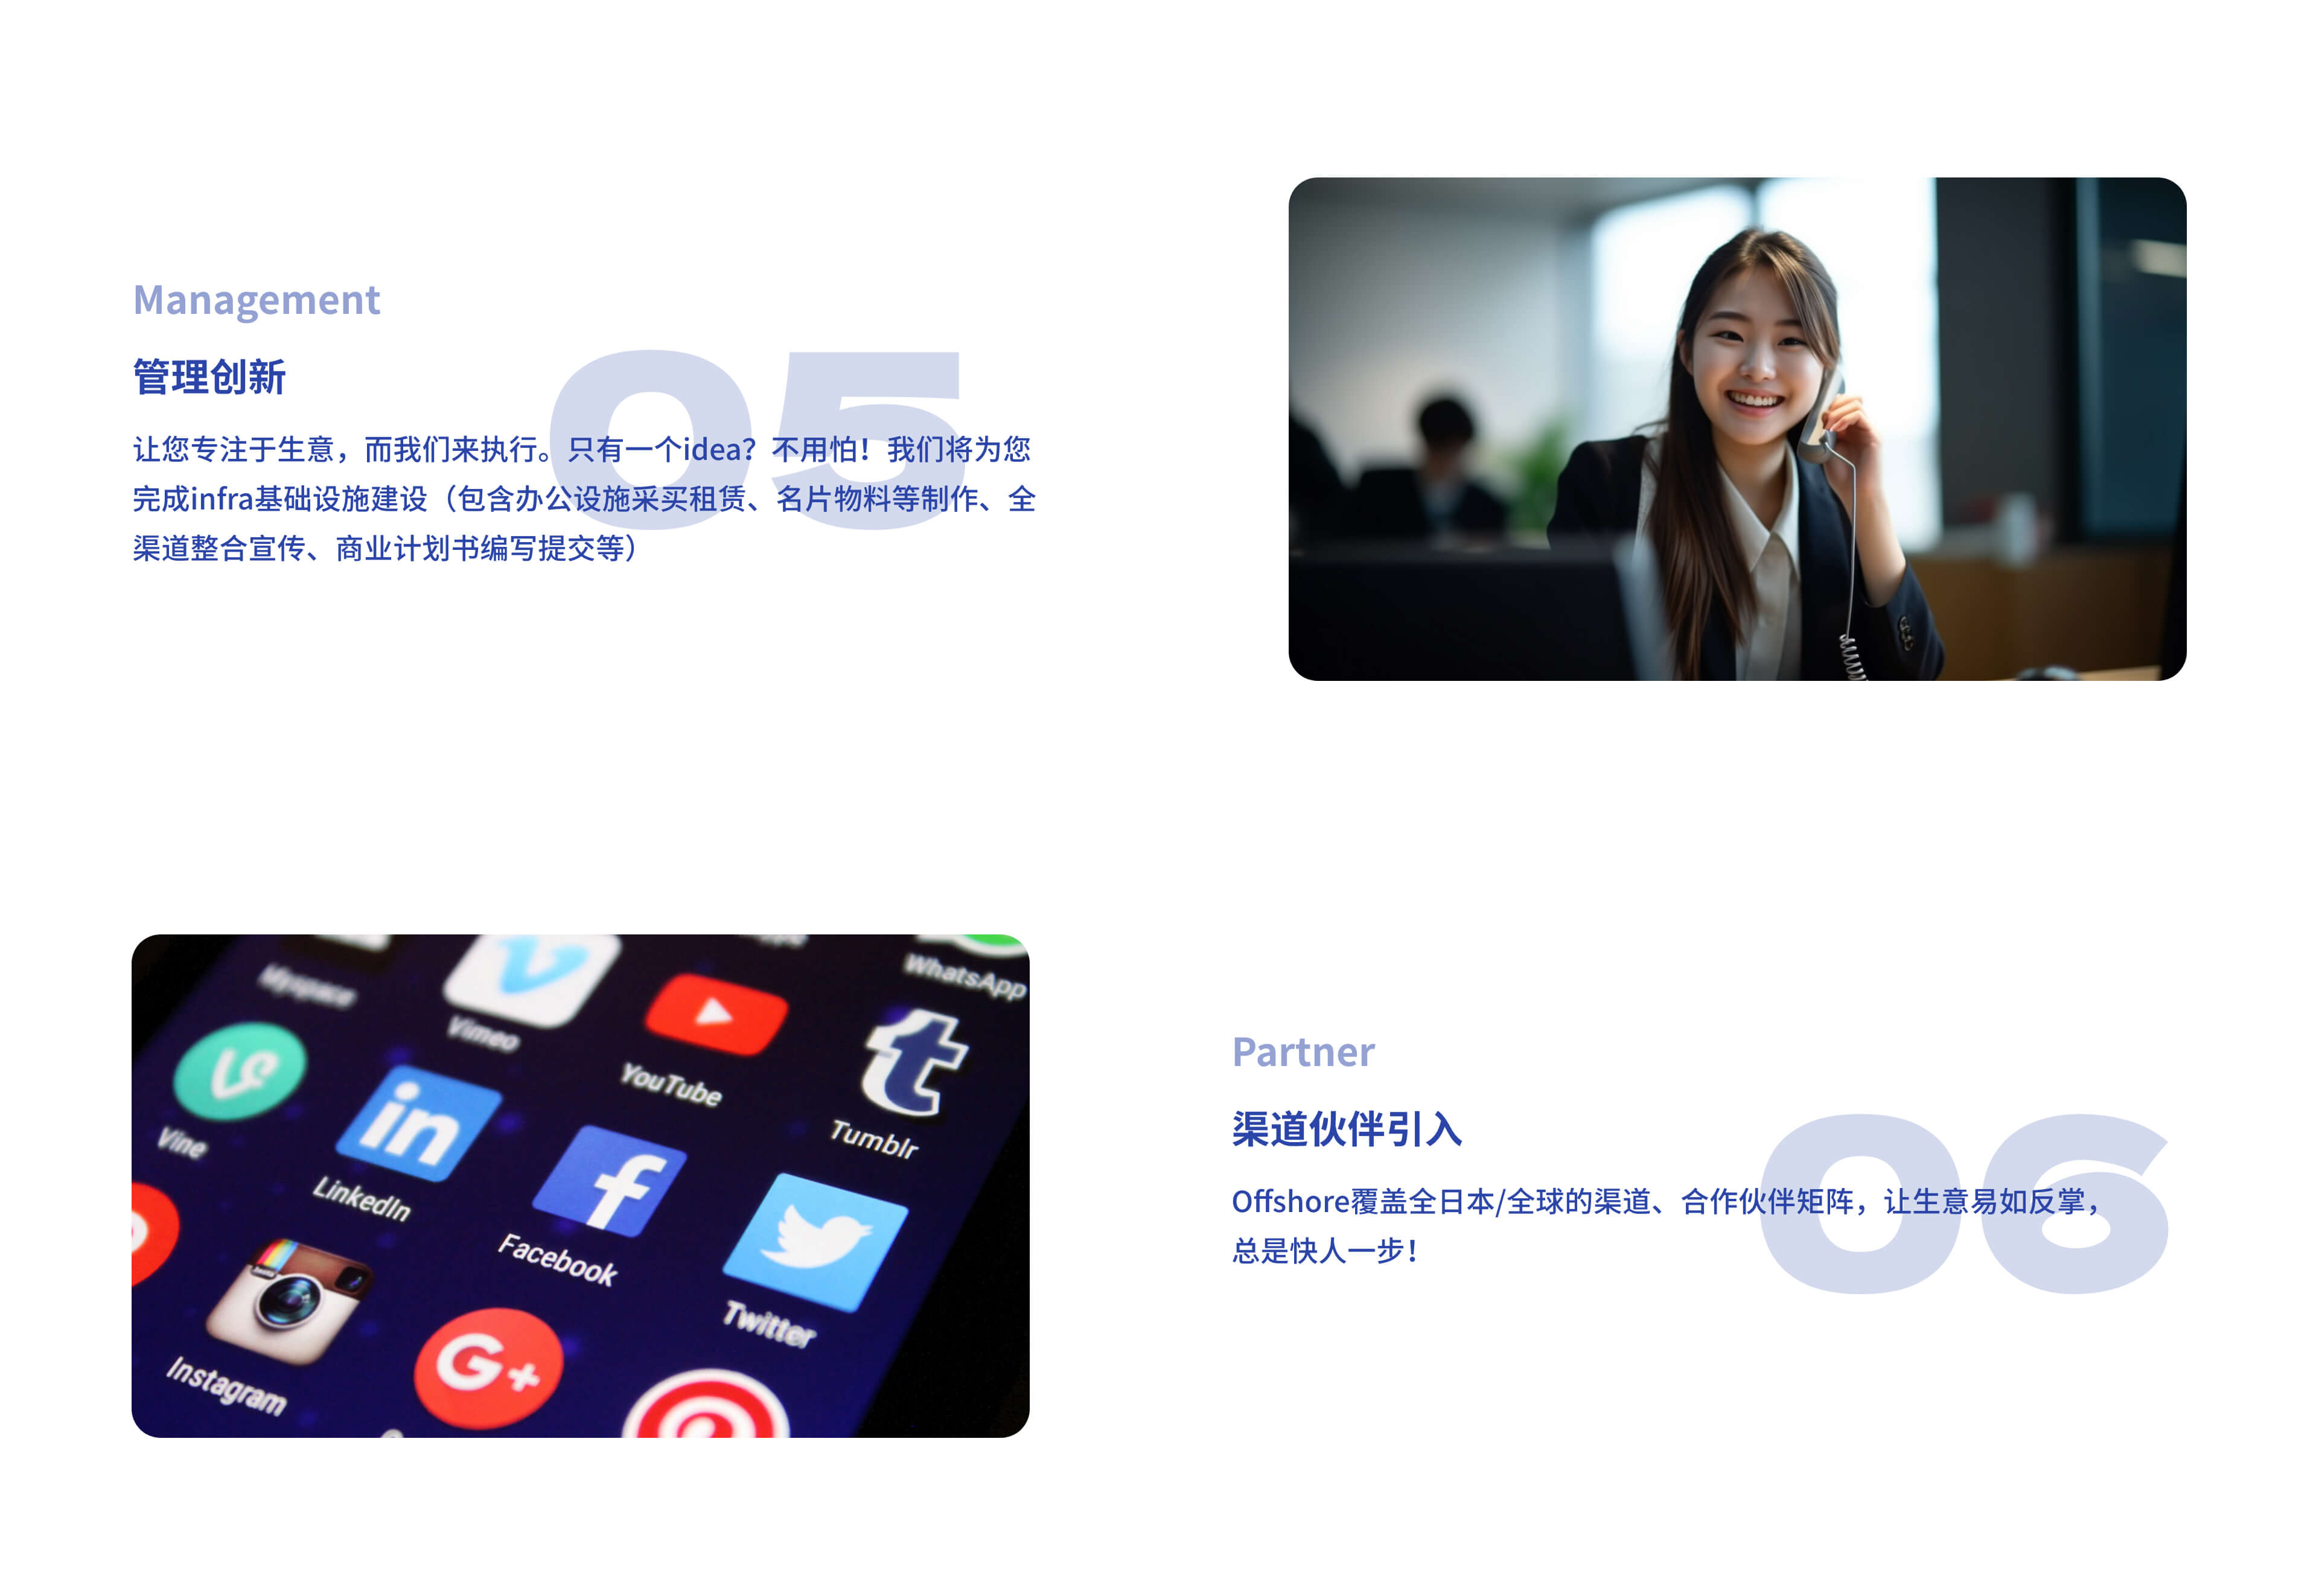 Management
管理创新
05
让您专注于生意，而我们来执行。只有一个idea？不用怕！我们将为您
完成infra基础设施建设（包含办公设施采买租赁、名片物料等制作、全
渠道整合宣传、商业计划书编写提交等）
WhatsApp
Myspace
Vimeo
YouTube
Tumblr
Vine
LinkedIn
Facebook
Twitter
Instagram
G+
Partner
渠道伙伴引入
06
Offshore覆盖全日本/全球的渠道、合作伙伴矩阵，让生意易如反掌，
总是快人一步！